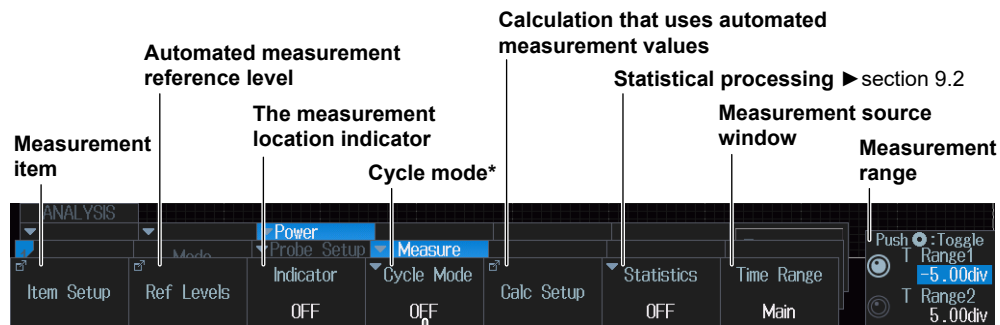 Calculation that uses automated
measurement values
Automated measurement
reference level
Statistical processing ►section 9.2
The measurement
location indicator
Measurement source
window
Measurement
item
Measurement
range
Cycle mode*
ANALYSIS
Power
Mode
Probe Setup
Measure
Item Setup
Ref Levels
Indicator
OFF
Cycle Mode
OFF
Calc Setup
Statistics
OFF
Time Range
Main
Push :Toggle
T Range1
-5.00div
T Range2
5.00div